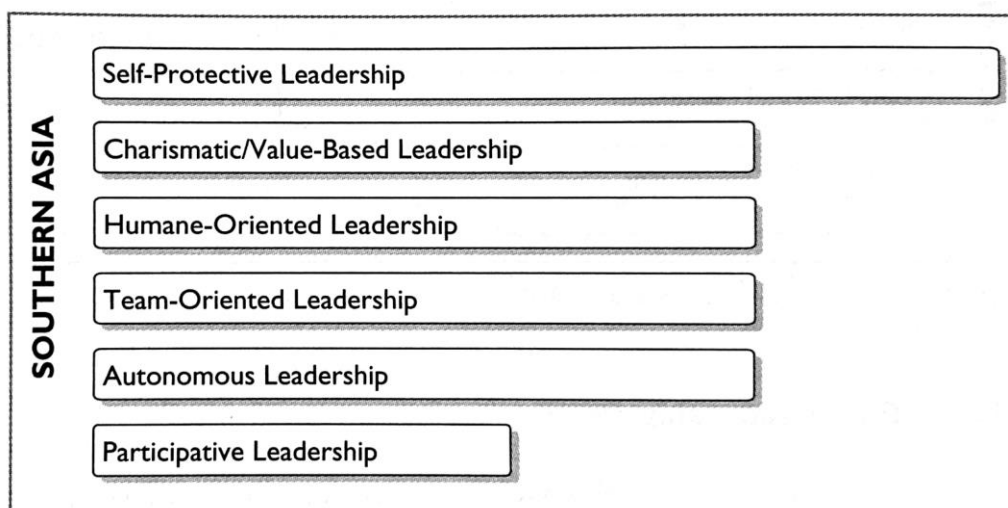 SOUTHERN ASIA
Self-Protective Leadership
Charismatic/Value-Based Leadership
Humane-Oriented Leadership
Team-Oriented Leadership
Autonomous Leadership
Participative Leadership